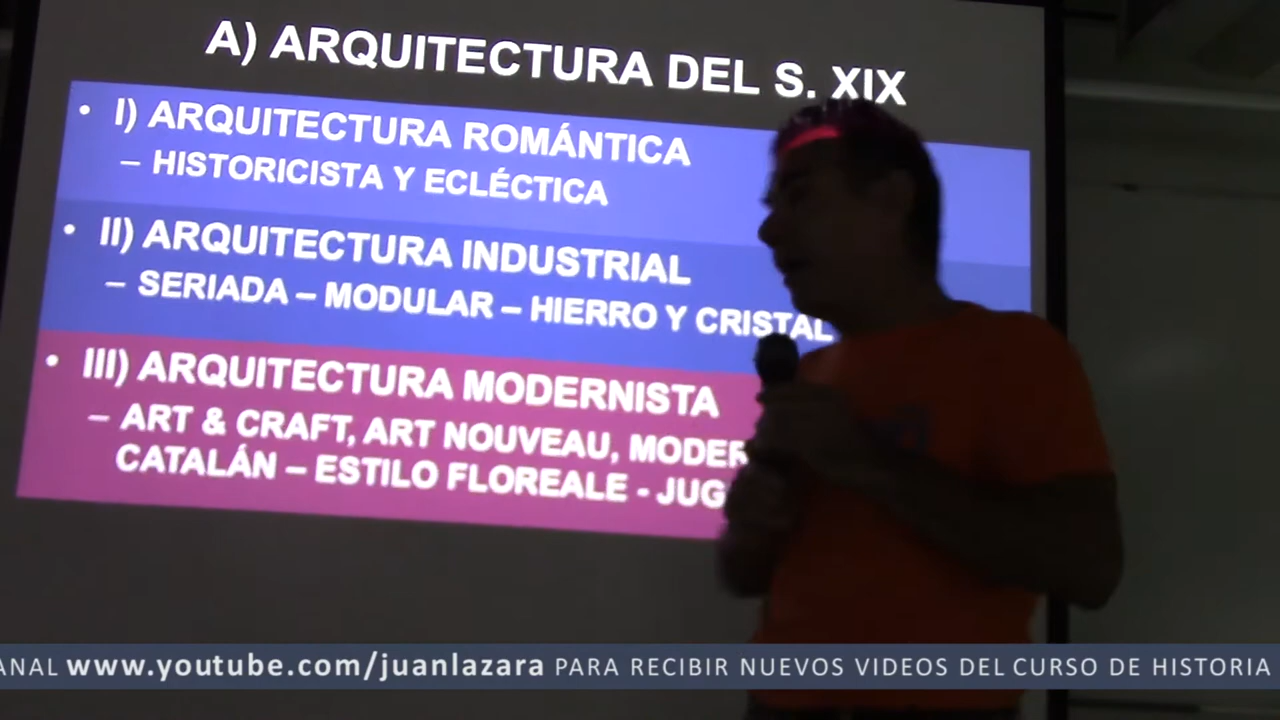 A) ARQUITECTURA DEL S. XIX
• I) ARQUITECTURA ROMÁNTICA
– HISTORICISTA Y ECLÉCTICA
• II) ARQUITECTURA INDUSTRIAL
– SERIADA – MODULAR – HIERRO Y CRISTAL
• III) ARQUITECTURA MODERNISTA
– ART & CRAFT, ART NOUVEAU,
CATALÁN – ESTILO FLOREALE -
www.youtube.com/juanlazara PARA RECIBIR NUEVOS VIDEOS DEL CURSO DE HISTORIA